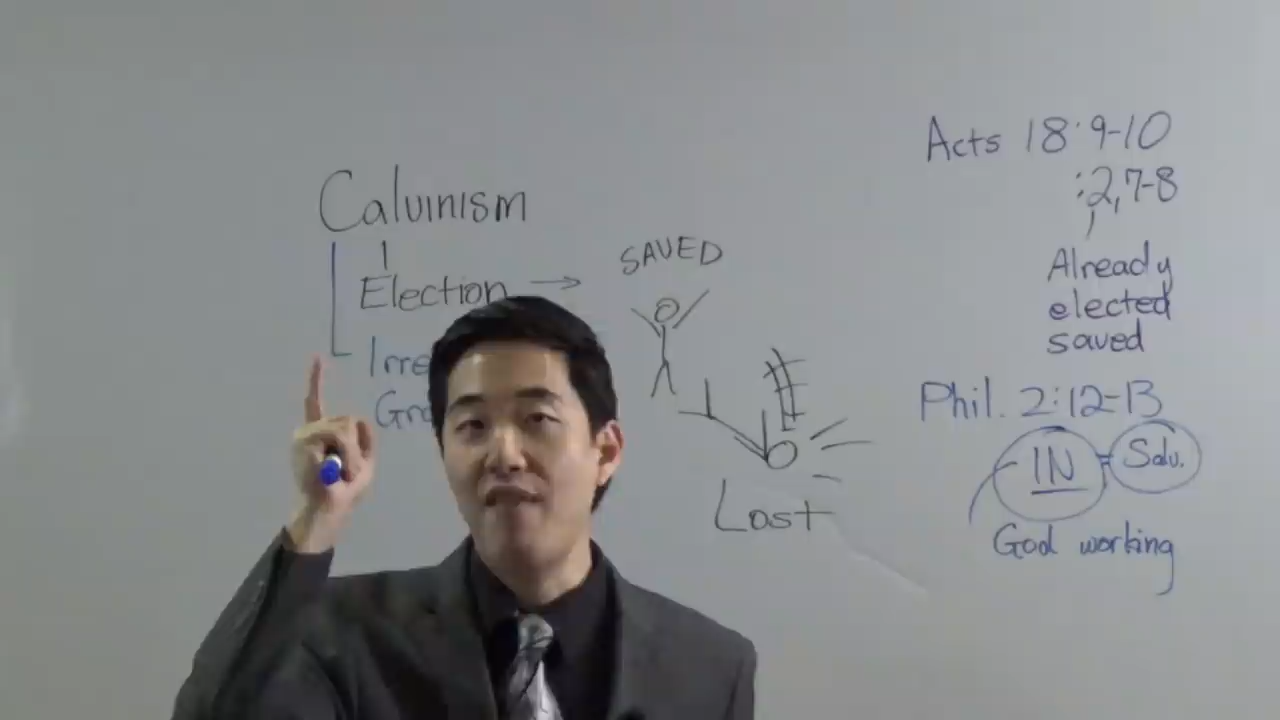 Calvinism
Election →
SAVED
Lost
Acts 18:9-10
:2,7-8
Already
elected
saved
Phil. 2:12-13
IN = Salv.
God working